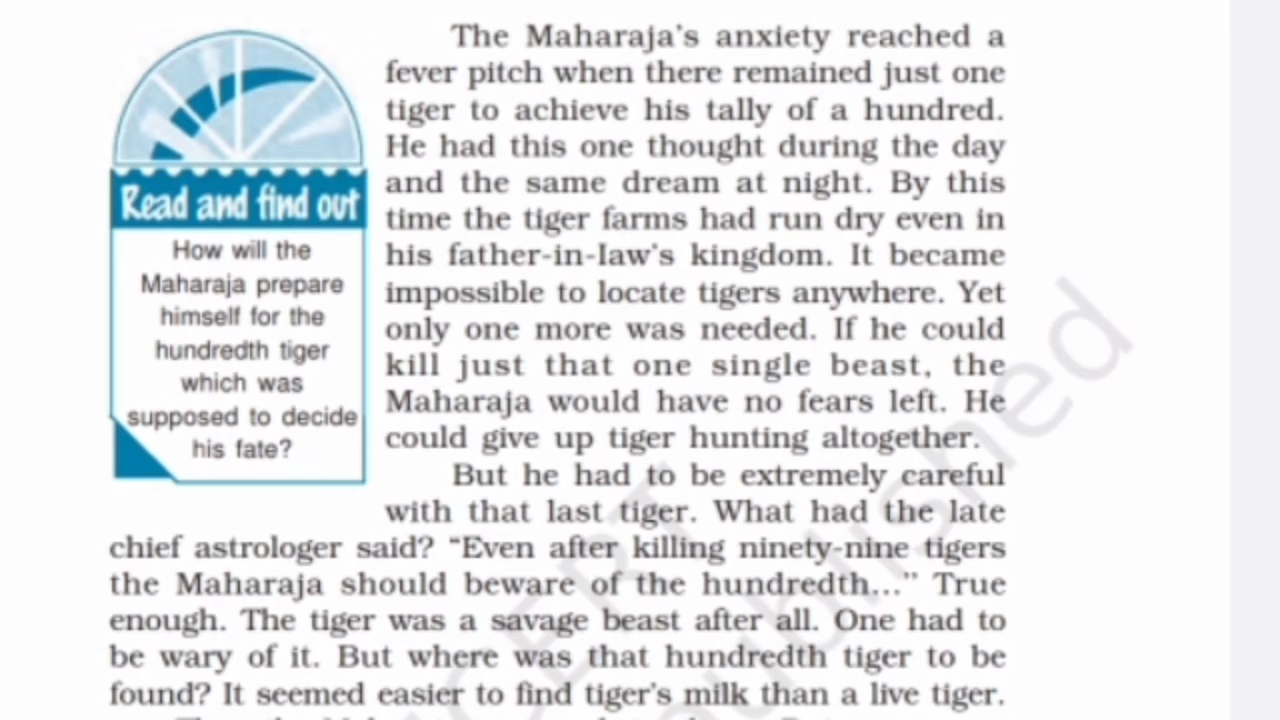 The Maharaja's anxiety reached a
fever pitch when there remained just one
tiger to achieve his tally of a hundred.
He had this one thought during the day
and the same dream at night. By this
time the tiger farms had run dry even in
his father-in-law's kingdom. It became
impossible to locate tigers anywhere. Yet
only one more was needed. If he could
kill just that one single beast, the
Maharaja would have no fears left. He
could give up tiger hunting altogether.
Read and find out
How will the
Maharaja prepare
himself for the
hundredth tiger
which was
supposed to decide
his fate?
But he had to be extremely careful
with that last tiger. What had the late
chief astrologer said? “Even after killing ninety-nine tigers
the Maharaja should beware of the hundredth...” True
enough. The tiger was a savage beast after all. One had to
be wary of it. But where was that hundredth tiger to be
found? It seemed easier to find tiger's milk than a live tiger.